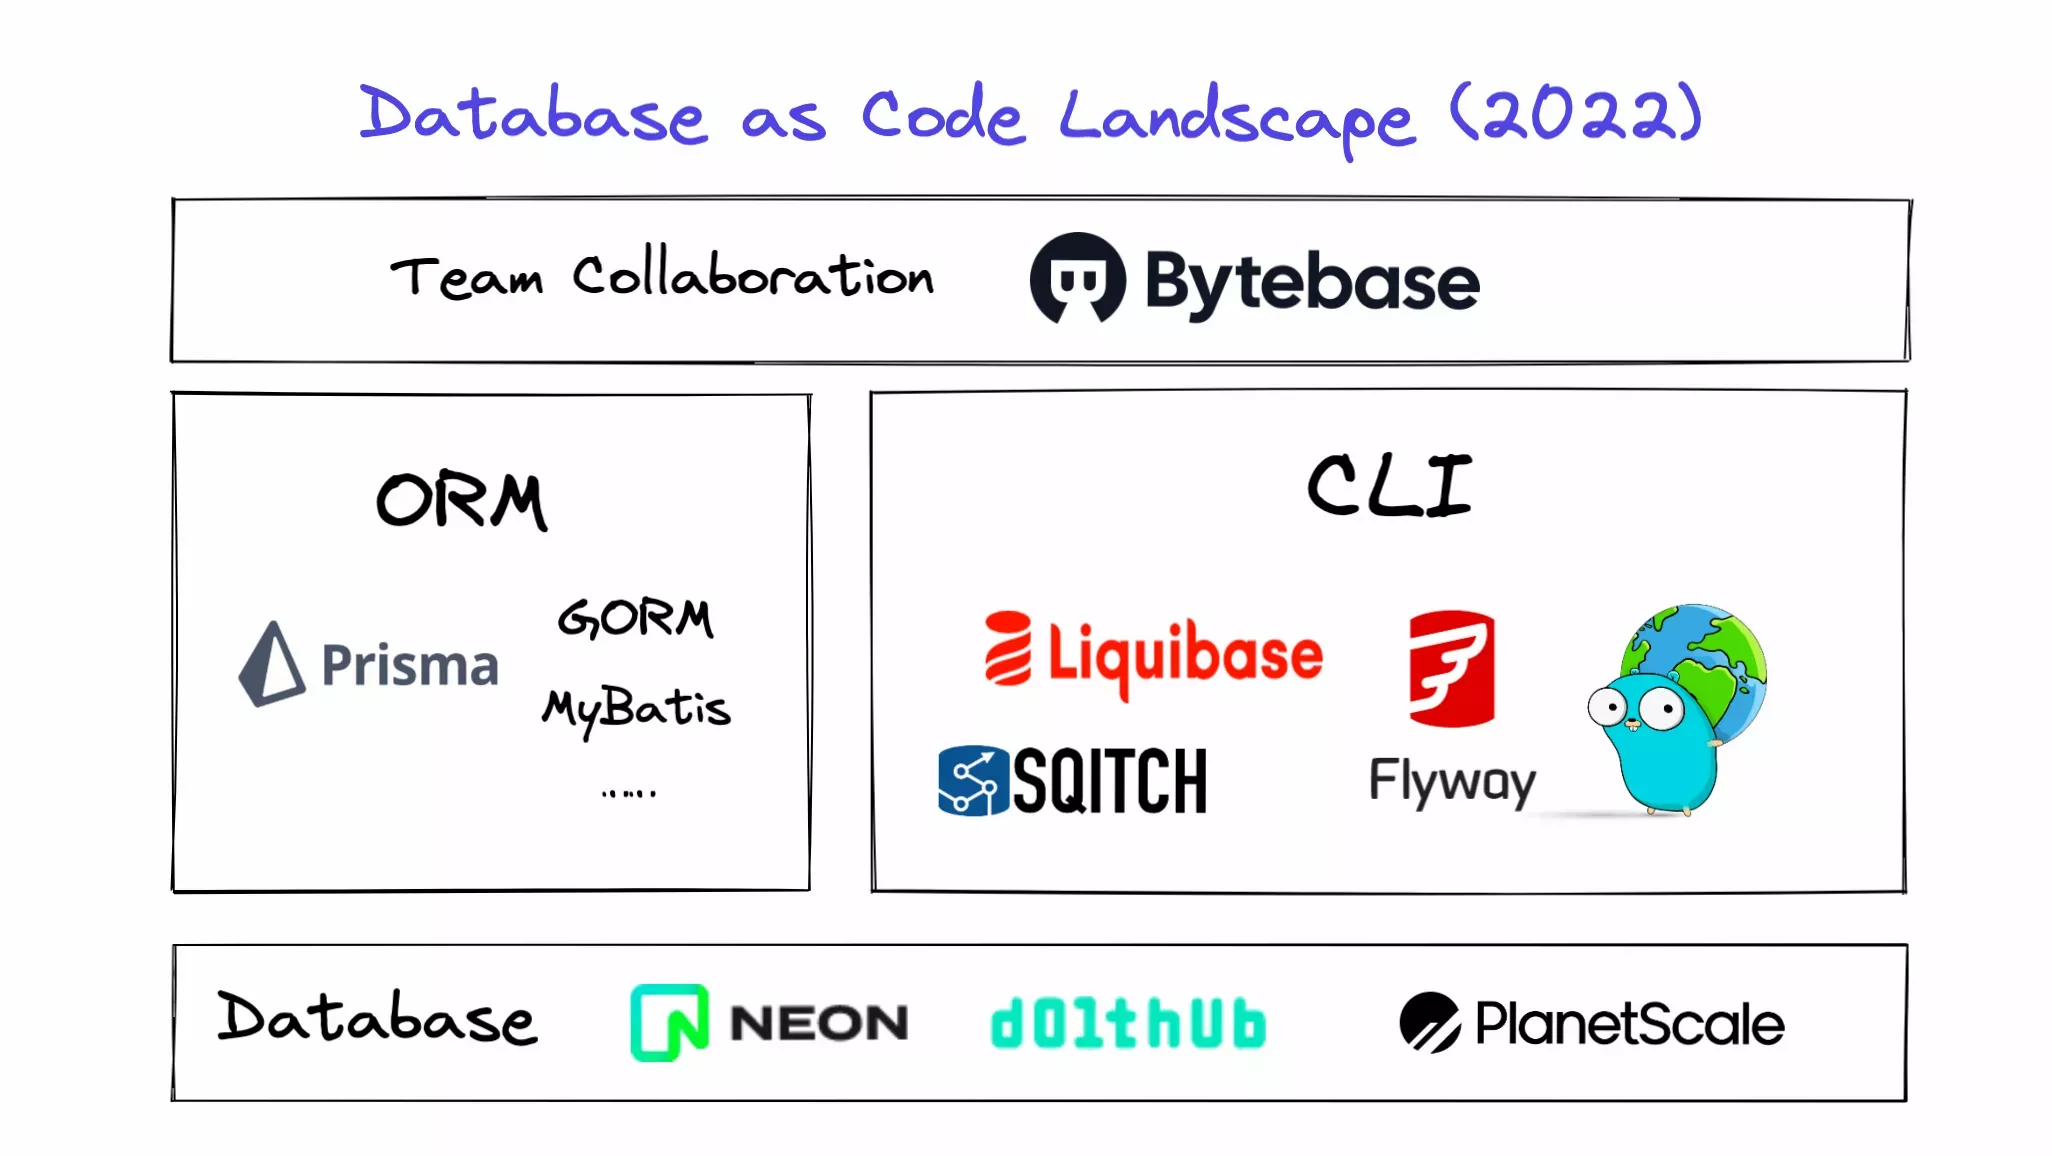 Database as Code Landscape (2022)
Team Collaboration
Bytebase
ORM
Prisma
GORM
MyBatis
......
CLI
Liquibase
Flyway
SQITCH
Database
NEON
d01thUb
PlanetScale